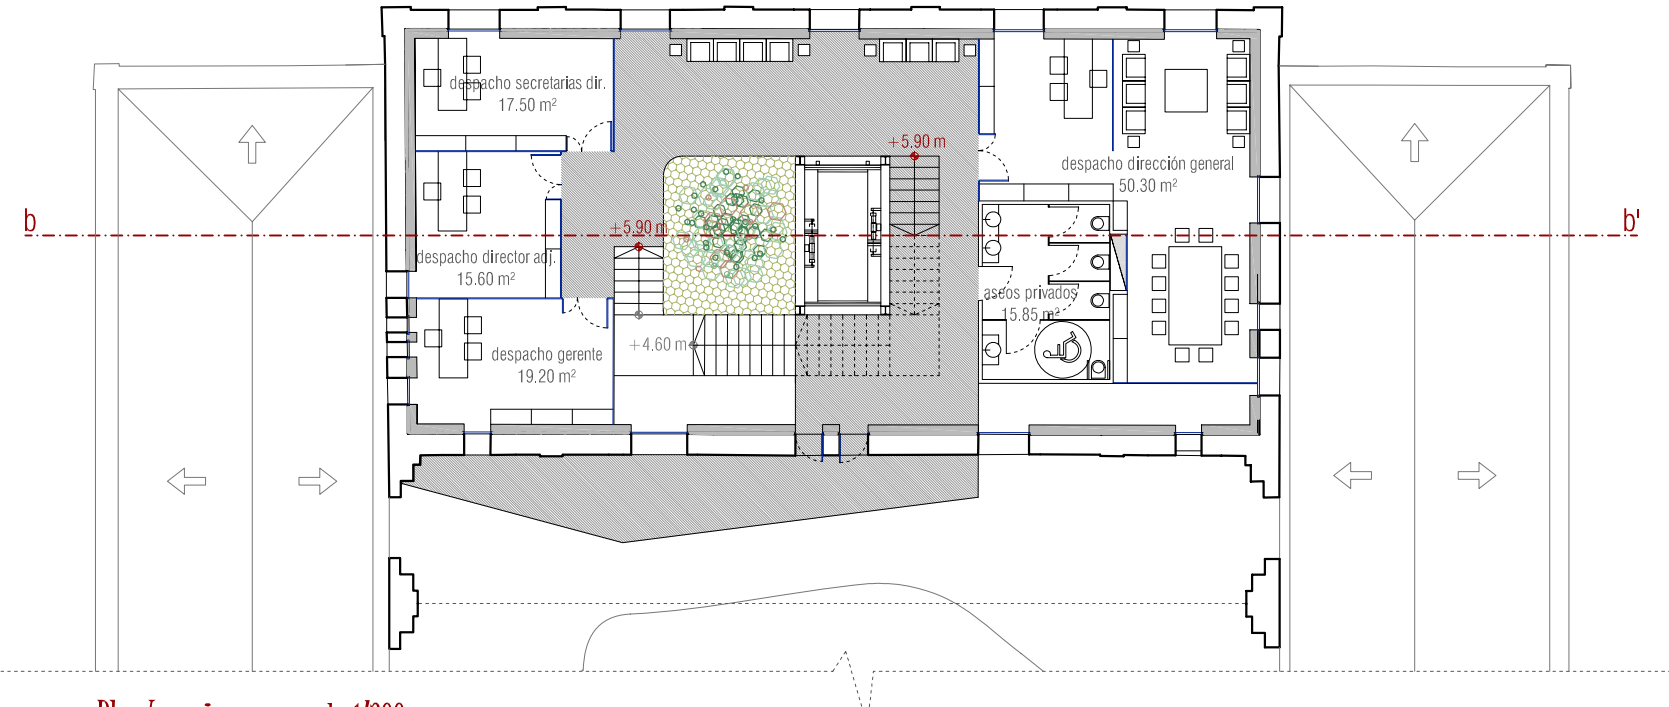 despacho secretarias dir.
17.50 m²
+5.90 m
despacho dirección general
50.30 m²
b
b'
+5.90 m
despacho director adj.
15.60 m²
aseos privados
15.85 m²
+4.60 m
despacho gerente
19.20 m²